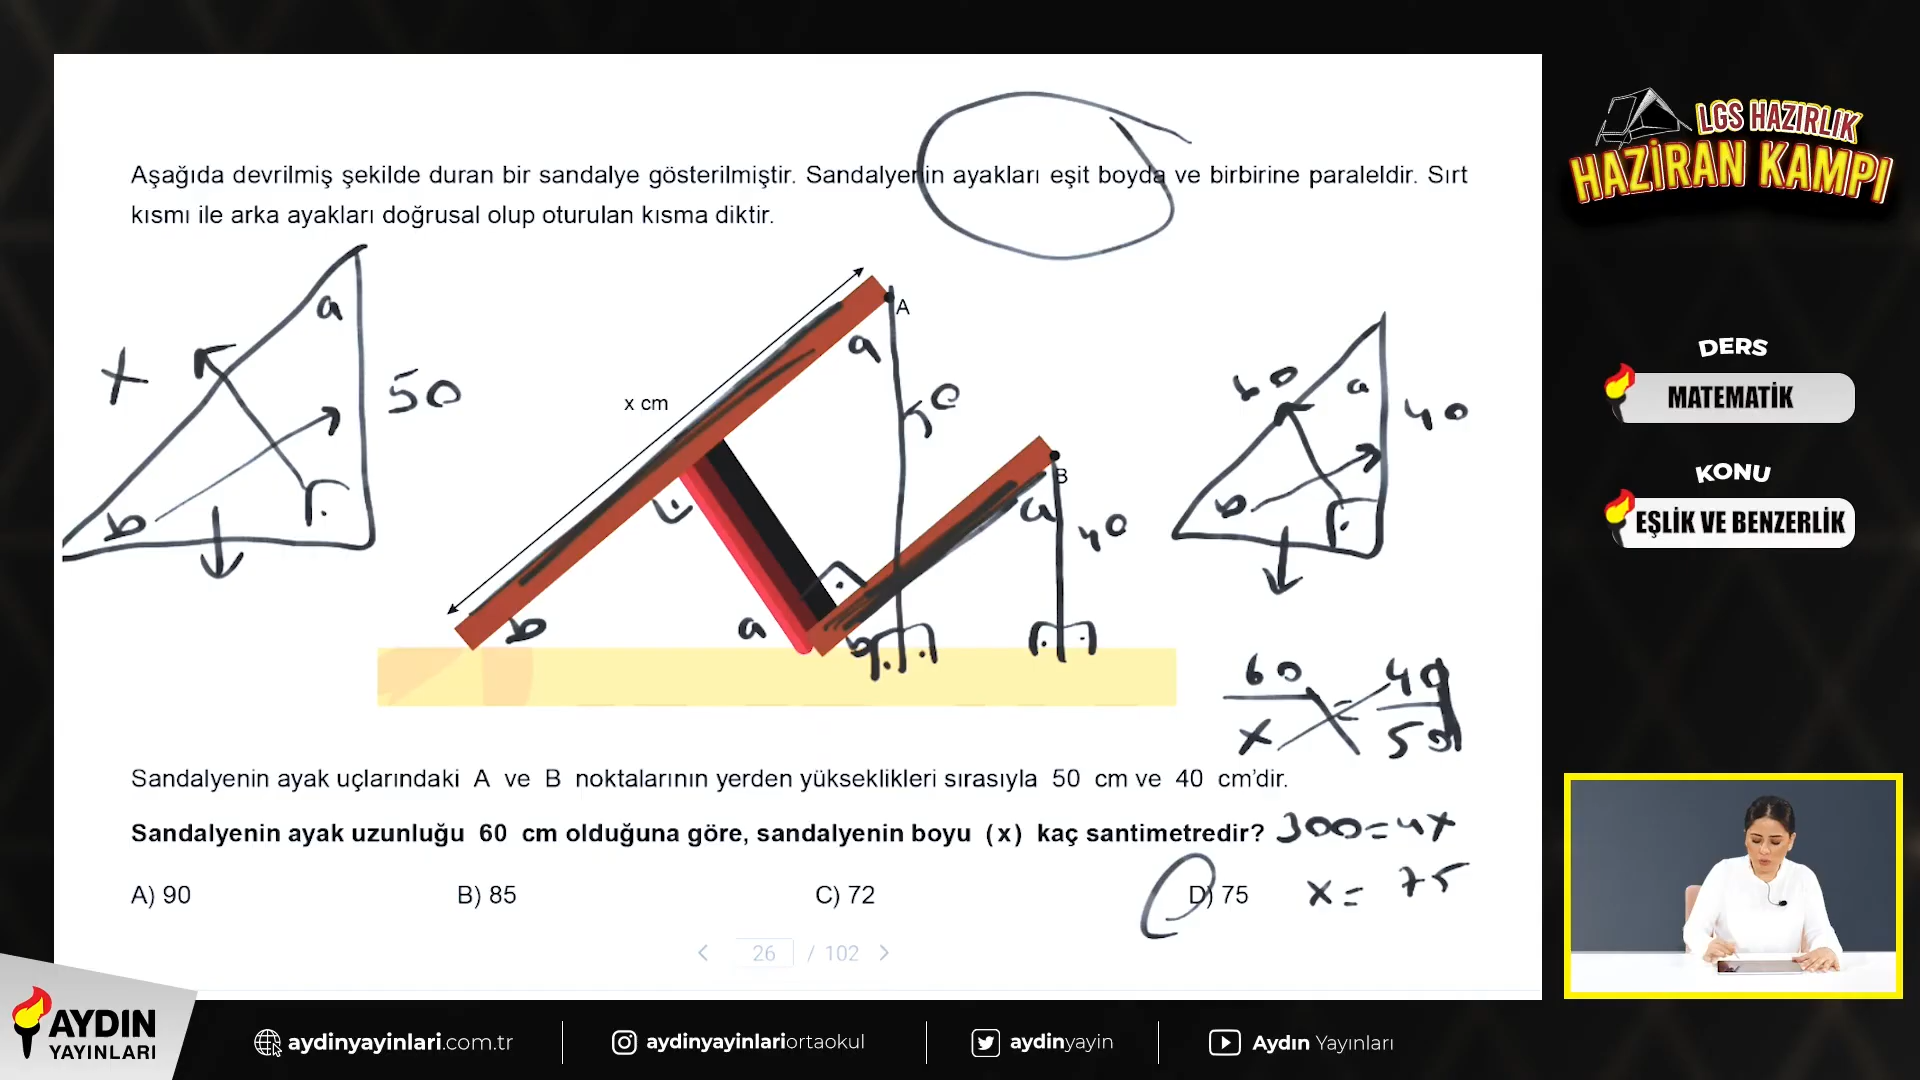 LGS HAZIRLIK
HAZİRAN KAMPI
Aşağıda devrilmiş şekilde duran bir sandalye gösterilmiştir. Sandalyenin ayakları eşit boyda ve birbirine paraleldir. Sırt
kısmı ile arka ayakları doğrusal olup oturulan kısma diktir.
a
x
50
b
x cm
A
a
50
B
a
40
b
a
b
60
a
40
b
DERS
MATEMATİK
KONU
EŞLİK VE BENZERLİK
60 = 40
x 50
Sandalyenin ayak uçlarındaki A ve B noktalarının yerden yükseklikleri sırasıyla 50 cm ve 40 cm'dir.
Sandalyenin ayak uzunluğu 60 cm olduğuna göre, sandalyenin boyu (x) kaç santimetredir?
300=4x
A) 90 B) 85 C) 72 D) 75
x = 75
26 / 102
AYDIN
YAYINLARI
aydinyayinlari.com.tr
aydinyayinlariortaokul
aydinyayin
Aydın Yayınları